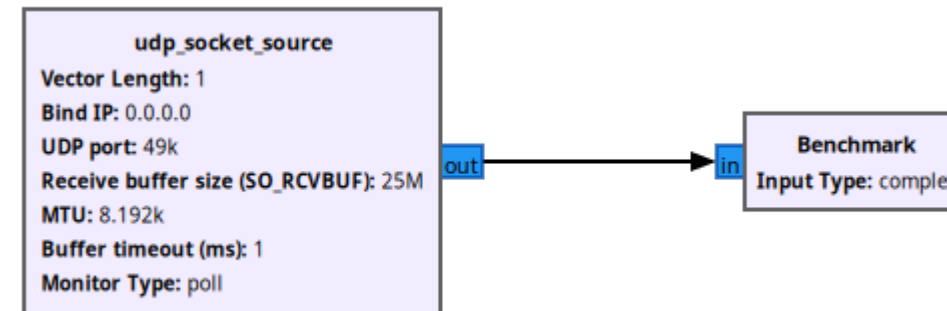 udp_socket_source
Vector Length: 1
Bind IP: 0.0.0.0
UDP port: 49k
Receive buffer size (SO_RCVBUF): 25M
MTU: 8.192k
Buffer timeout (ms): 1
Monitor Type: poll
out
in
Benchmark
Input Type: comple